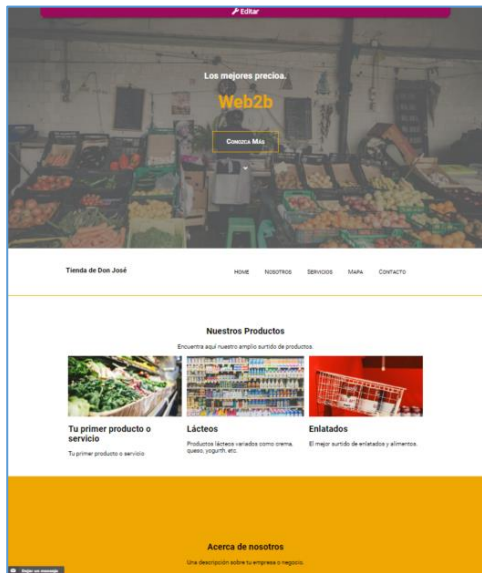 Editar
Los mejores precioa.
Web2b
Conozca Más
Tienda de Don José
Home Nosotros Servicios Mapa Contacto
Nuestros Productos
Encuentra aquí nuestro amplio surtido de productos.
Tu primer producto o
servicio
Tu primer producto o servicio
Lácteos
Productos lácteos variados como crema,
queso, yogurth, etc.
Enlatados
El mejor surtido de enlatados y alimentos.
Acerca de nosotros
Una descripción sobre tu empresa o negocio.
Dejar un mensaje